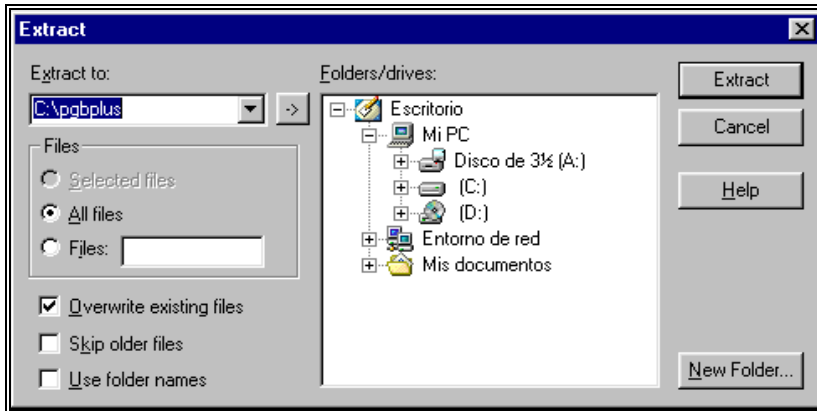 Extract
Extract to:
C:\pgbplus
->
Files
Selected files
All files
Files:
Overwrite existing files
Skip older files
Use folder names
Folders/drives:
Escritorio
Mi PC
Disco de 3½ (A:)
(C:)
(D:)
Entorno de red
Mis documentos
Extract
Cancel
Help
New Folder...